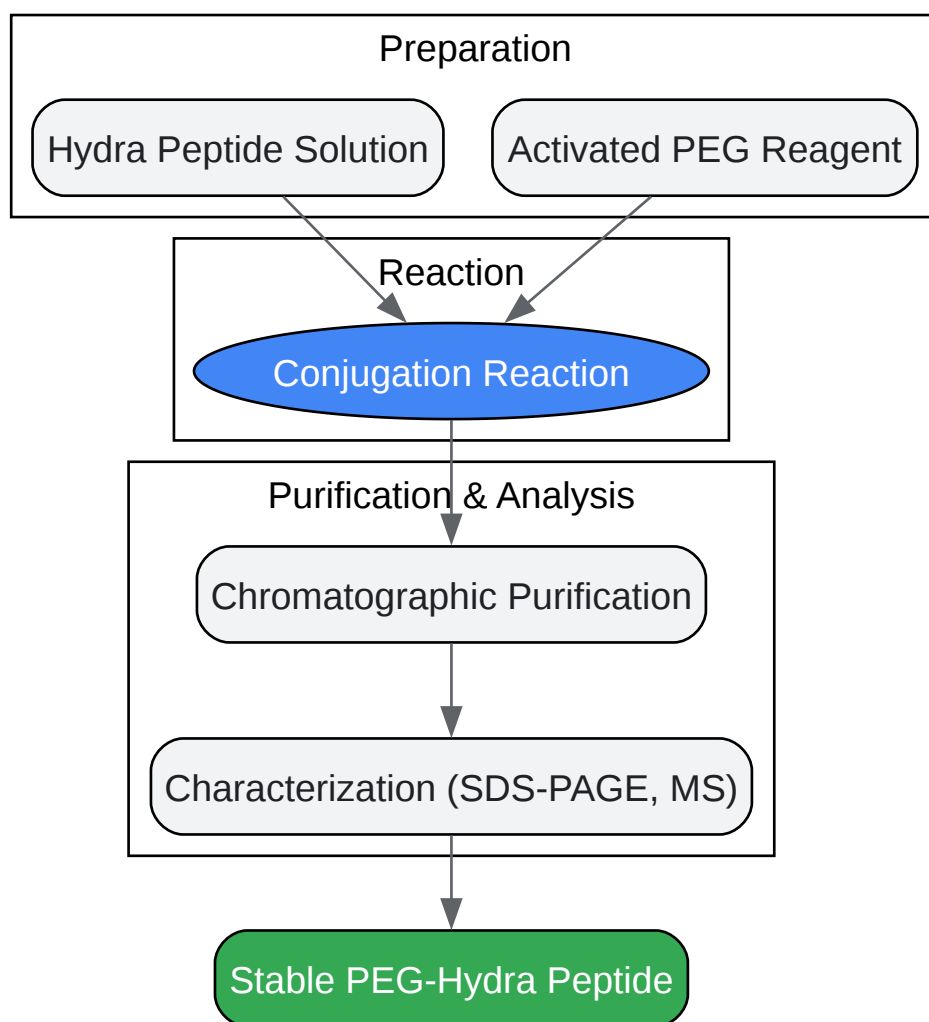 Preparation
Hydra Peptide Solution
Activated PEG Reagent
Reaction
Conjugation Reaction
Purification & Analysis
Chromatographic Purification
Characterization (SDS-PAGE, MS)
Stable PEG-Hydra Peptide